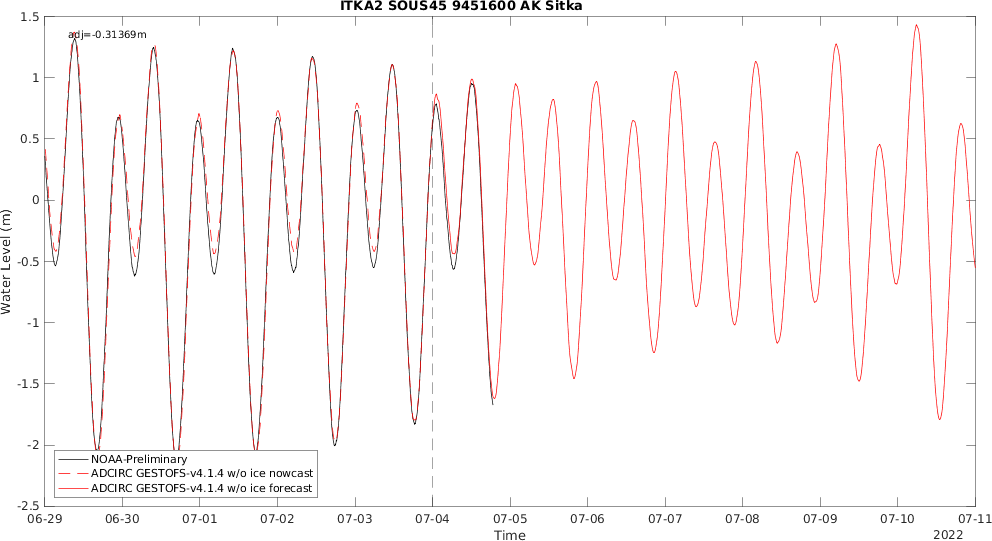 ITKA2 SOUS45 9451600 AK Sitka
adj=-0.31369m
1.5
1
0.5
0
-0.5
-1
-1.5
-2
-2.5
Water Level (m)
NOAA-Preliminary
ADCIRC GESTOFS-v4.1.4 w/o ice nowcast
ADCIRC GESTOFS-v4.1.4 w/o ice forecast
06-29 06-30 07-01 07-02 07-03 07-04 07-05 07-06 07-07 07-08 07-09 07-10 07-11
Time
2022